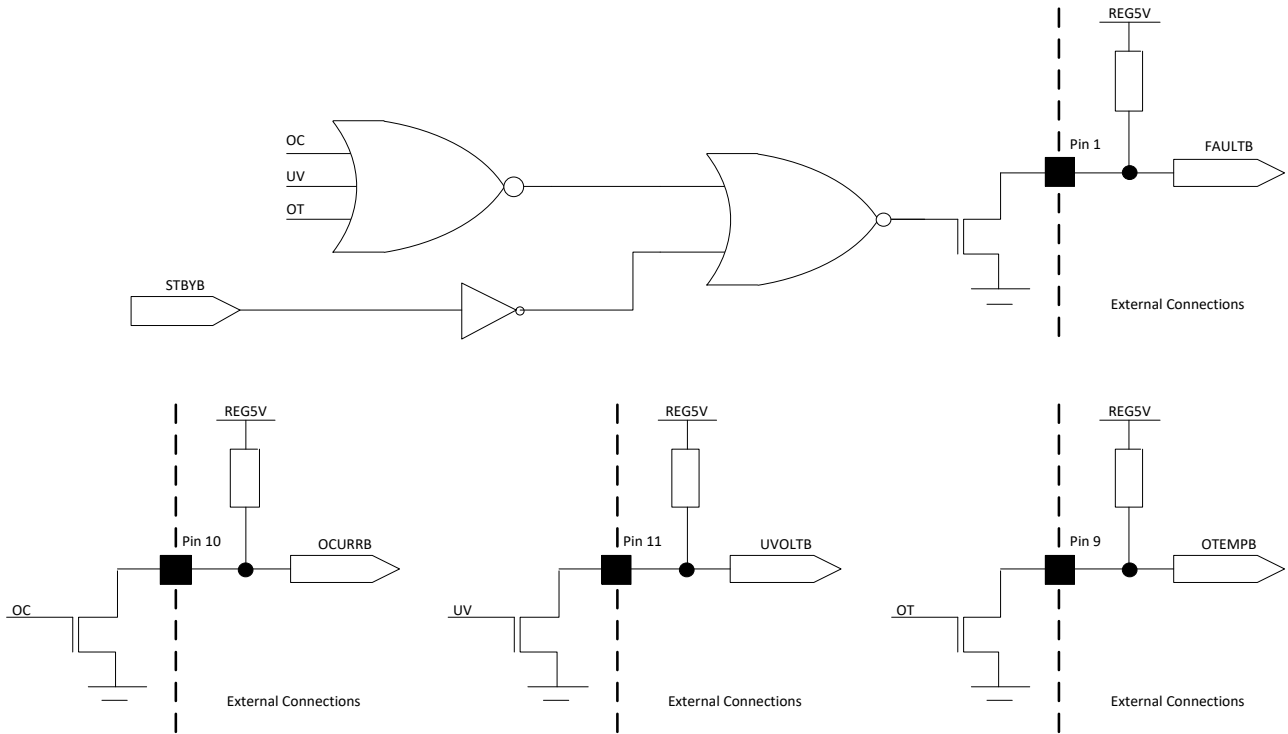 REG5V
Pin 1
FAULTB
OC
UV
OT
STBYB
External Connections
REG5V
REG5V
REG5V
Pin 10
OCURRB
Pin 11
UVOLTB
Pin 9
OTEMPB
OC
UV
OT
External Connections
External Connections
External Connections